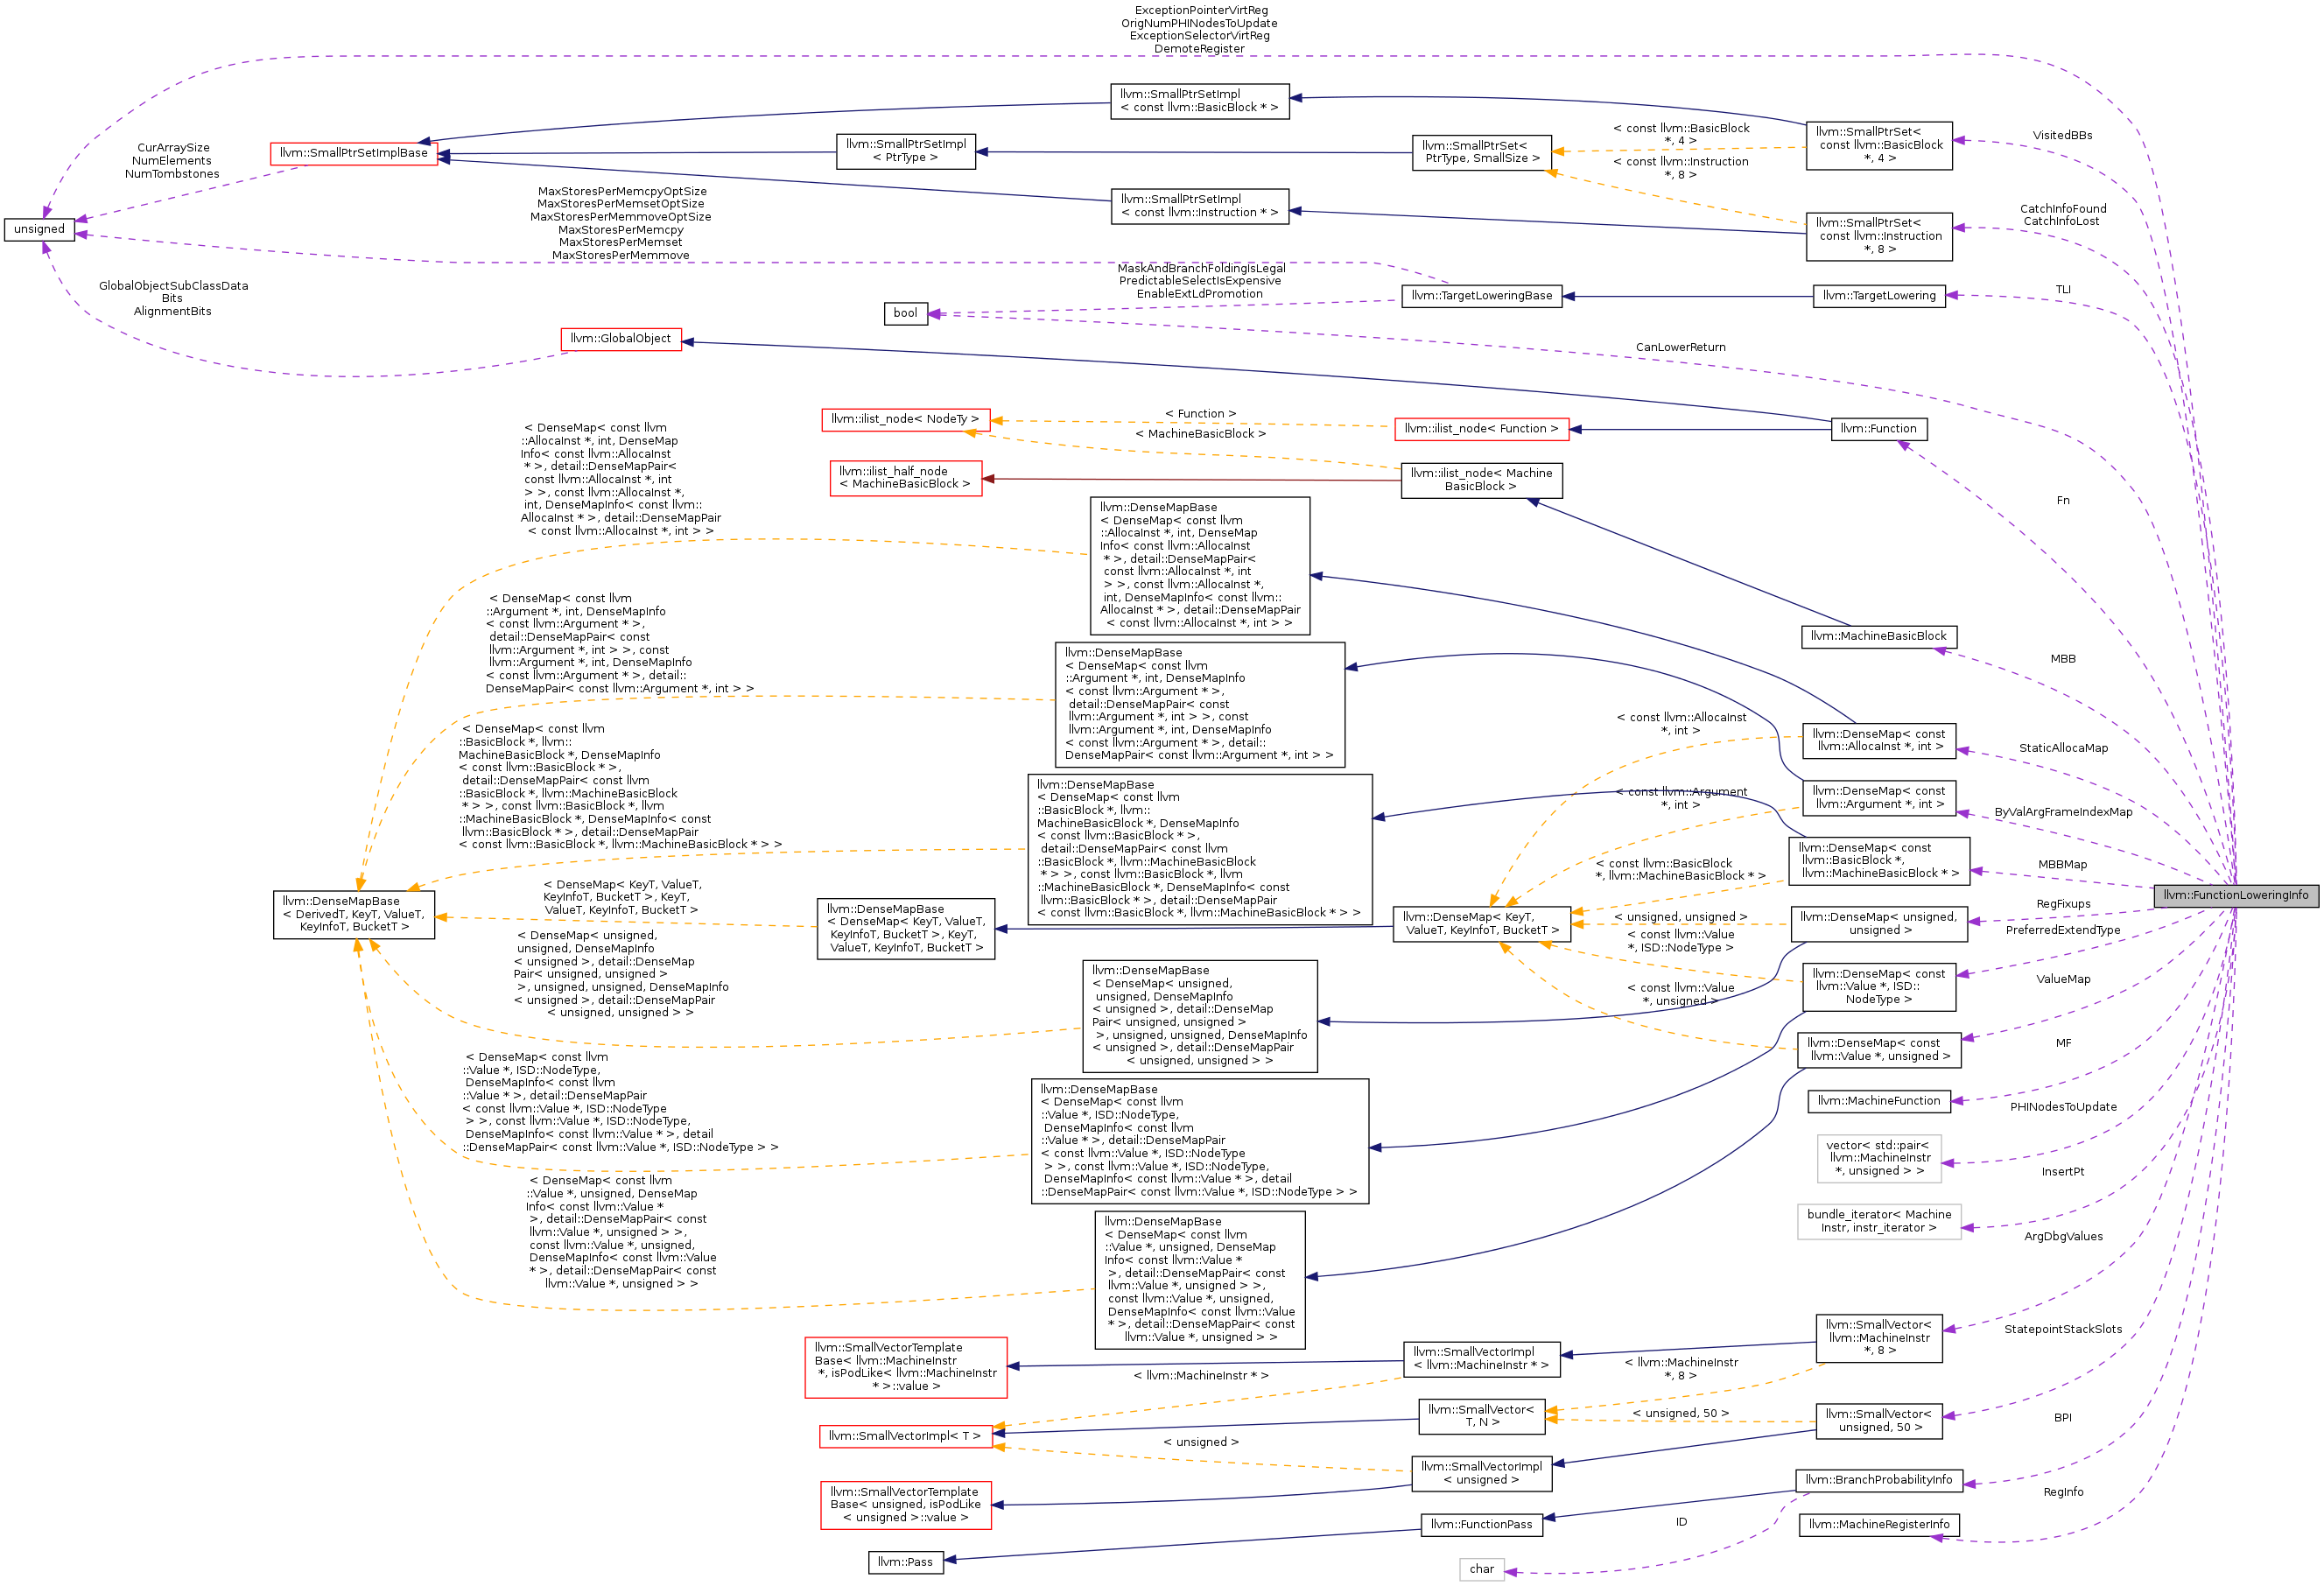 ExceptionPointerVirtReg
OrigNumPHINodesToUpdate
ExceptionSelectorVirtReg
DemoteRegister
llvm::SmallPtrSetImpl
< const llvm::BasicBlock * >
llvm::SmallPtrSet<
const llvm::BasicBlock
*, 4 >
VisitedBBs
< const llvm::BasicBlock
*, 4 >
CurArraySize
NumElements
NumTombstones
llvm::SmallPtrSetImplBase
llvm::SmallPtrSetImpl
< PtrType >
llvm::SmallPtrSet<
PtrType, SmallSize >
< const llvm::Instruction
*, 8 >
unsigned
MaxStoresPerMemcpyOptSize
MaxStoresPerMemsetOptSize
MaxStoresPerMemmoveOptSize
MaxStoresPerMemcpy
MaxStoresPerMemset
MaxStoresPerMemmove
llvm::SmallPtrSetImpl
< const llvm::Instruction * >
llvm::SmallPtrSet<
const llvm::Instruction
*, 8 >
CatchInfoFound
CatchInfoLost
GlobalObjectSubClassData
Bits
AlignmentBits
MaskAndBranchFoldingIsLegal
PredictableSelectIsExpensive
EnableExtLdPromotion
bool
llvm::TargetLoweringBase
llvm::TargetLowering
TLI
llvm::GlobalObject
CanLowerReturn
llvm::ilist_node< NodeTy >
< Function >
< MachineBasicBlock >
llvm::ilist_node< Function >
llvm::Function
Fn
llvm::ilist_half_node
< MachineBasicBlock >
llvm::ilist_node< Machine
BasicBlock >
< DenseMap< const llvm
::AllocaInst *, int, DenseMap
Info< const llvm::AllocaInst
* >, detail::DenseMapPair<
const llvm::AllocaInst *, int
> >, const llvm::AllocaInst *,
int, DenseMapInfo< const llvm::
AllocaInst * >, detail::DenseMapPair
< const llvm::AllocaInst *, int > >
llvm::DenseMapBase
< DenseMap< const llvm
::AllocaInst *, int, DenseMap
Info< const llvm::AllocaInst
* >, detail::DenseMapPair<
const llvm::AllocaInst *, int
> >, const llvm::AllocaInst *,
int, DenseMapInfo< const llvm::
AllocaInst * >, detail::DenseMapPair
< const llvm::AllocaInst *, int > >
llvm::MachineBasicBlock
MBB
< DenseMap< const llvm
::Argument *, int, DenseMapInfo
< const llvm::Argument * >,
detail::DenseMapPair< const
llvm::Argument *, int > >, const
llvm::Argument *, int, DenseMapInfo
< const llvm::Argument * >, detail::
DenseMapPair< const llvm::Argument *, int > >
llvm::DenseMapBase
< DenseMap< const llvm
::Argument *, int, DenseMapInfo
< const llvm::Argument * >,
detail::DenseMapPair< const
llvm::Argument *, int > >, const
llvm::Argument *, int, DenseMapInfo
< const llvm::Argument * >, detail::
DenseMapPair< const llvm::Argument *, int > >
< const llvm::AllocaInst
*, int >
llvm::DenseMap< const
llvm::AllocaInst *, int >
StaticAllocaMap
< DenseMap< const llvm
::BasicBlock *, llvm::
MachineBasicBlock *, DenseMapInfo
< const llvm::BasicBlock * >,
detail::DenseMapPair< const llvm
::BasicBlock *, llvm::MachineBasicBlock
* > >, const llvm::BasicBlock *, llvm
::MachineBasicBlock *, DenseMapInfo< const
llvm::BasicBlock * >, detail::DenseMapPair
< const llvm::BasicBlock *, llvm::MachineBasicBlock * > >
llvm::DenseMapBase
< DenseMap< const llvm
::BasicBlock *, llvm::
MachineBasicBlock *, DenseMapInfo
< const llvm::BasicBlock * >,
detail::DenseMapPair< const llvm
::BasicBlock *, llvm::MachineBasicBlock
* > >, const llvm::BasicBlock *, llvm
::MachineBasicBlock *, DenseMapInfo< const
llvm::BasicBlock * >, detail::DenseMapPair
< const llvm::BasicBlock *, llvm::MachineBasicBlock * > >
< const llvm::Argument
*, int >
llvm::DenseMap< const
llvm::Argument *, int >
ByValArgFrameIndexMap
< const llvm::BasicBlock
*, llvm::MachineBasicBlock * >
llvm::DenseMap< const
llvm::BasicBlock *,
llvm::MachineBasicBlock * >
MBBMap
llvm::FunctionLoweringInfo
llvm::DenseMapBase
< DerivedT, KeyT, ValueT,
KeyInfoT, BucketT >
< DenseMap< KeyT, ValueT,
KeyInfoT, BucketT >, KeyT,
ValueT, KeyInfoT, BucketT >
llvm::DenseMapBase
< DenseMap< KeyT, ValueT,
KeyInfoT, BucketT >, KeyT,
ValueT, KeyInfoT, BucketT >
llvm::DenseMap< KeyT,
ValueT, KeyInfoT, BucketT >
< unsigned, unsigned >
llvm::DenseMap< unsigned,
unsigned >
RegFixups
< const llvm::Value
*, ISD::NodeType >
PreferredExtendType
< DenseMap< unsigned,
unsigned, DenseMapInfo
< unsigned >, detail::DenseMap
Pair< unsigned, unsigned >
>, unsigned, unsigned, DenseMapInfo
< unsigned >, detail::DenseMapPair
< unsigned, unsigned > >
llvm::DenseMapBase
< DenseMap< unsigned,
unsigned, DenseMapInfo
< unsigned >, detail::DenseMap
Pair< unsigned, unsigned >
>, unsigned, unsigned, DenseMapInfo
< unsigned >, detail::DenseMapPair
< unsigned, unsigned > >
llvm::DenseMap< const
llvm::Value *, ISD::
NodeType >
< const llvm::Value
*, unsigned >
ValueMap
llvm::DenseMap< const
llvm::Value *, unsigned >
MF
llvm::MachineFunction
< DenseMap< const llvm
::Value *, ISD::NodeType,
DenseMapInfo< const llvm
::Value * >, detail::DenseMapPair
< const llvm::Value *, ISD::NodeType
> >, const llvm::Value *, ISD::NodeType,
DenseMapInfo< const llvm::Value * >, detail
::DenseMapPair< const llvm::Value *, ISD::NodeType > >
llvm::DenseMapBase
< DenseMap< const llvm
::Value *, ISD::NodeType,
DenseMapInfo< const llvm
::Value * >, detail::DenseMapPair
< const llvm::Value *, ISD::NodeType
> >, const llvm::Value *, ISD::NodeType,
DenseMapInfo< const llvm::Value * >, detail
::DenseMapPair< const llvm::Value *, ISD::NodeType > >
PHINodesToUpdate
vector< std::pair<
llvm::MachineInstr
*, unsigned > >
InsertPt
bundle_iterator< Machine
Instr, instr_iterator >
< DenseMap< const llvm
::Value *, unsigned, DenseMap
Info< const llvm::Value *
>, detail::DenseMapPair< const
llvm::Value *, unsigned > >,
const llvm::Value *, unsigned,
DenseMapInfo< const llvm::Value
* >, detail::DenseMapPair< const
llvm::Value *, unsigned > >
llvm::DenseMapBase
< DenseMap< const llvm
::Value *, unsigned, DenseMap
Info< const llvm::Value *
>, detail::DenseMapPair< const
llvm::Value *, unsigned > >,
const llvm::Value *, unsigned,
DenseMapInfo< const llvm::Value
* >, detail::DenseMapPair< const
llvm::Value *, unsigned > >
ArgDbgValues
llvm::SmallVectorTemplate
Base< llvm::MachineInstr
*, isPodLike< llvm::MachineInstr
* >::value >
< llvm::MachineInstr * >
llvm::SmallVectorImpl
< llvm::MachineInstr * >
< llvm::MachineInstr
*, 8 >
llvm::SmallVector<
llvm::MachineInstr
*, 8 >
StatepointStackSlots
llvm::SmallVectorImpl< T >
< unsigned >
llvm::SmallVector<
T, N >
< unsigned, 50 >
llvm::SmallVector<
unsigned, 50 >
BPI
llvm::SmallVectorTemplate
Base< unsigned, isPodLike
< unsigned >::value >
llvm::SmallVectorImpl
< unsigned >
llvm::BranchProbabilityInfo
RegInfo
llvm::FunctionPass
ID
llvm::MachineRegisterInfo
llvm::Pass
char